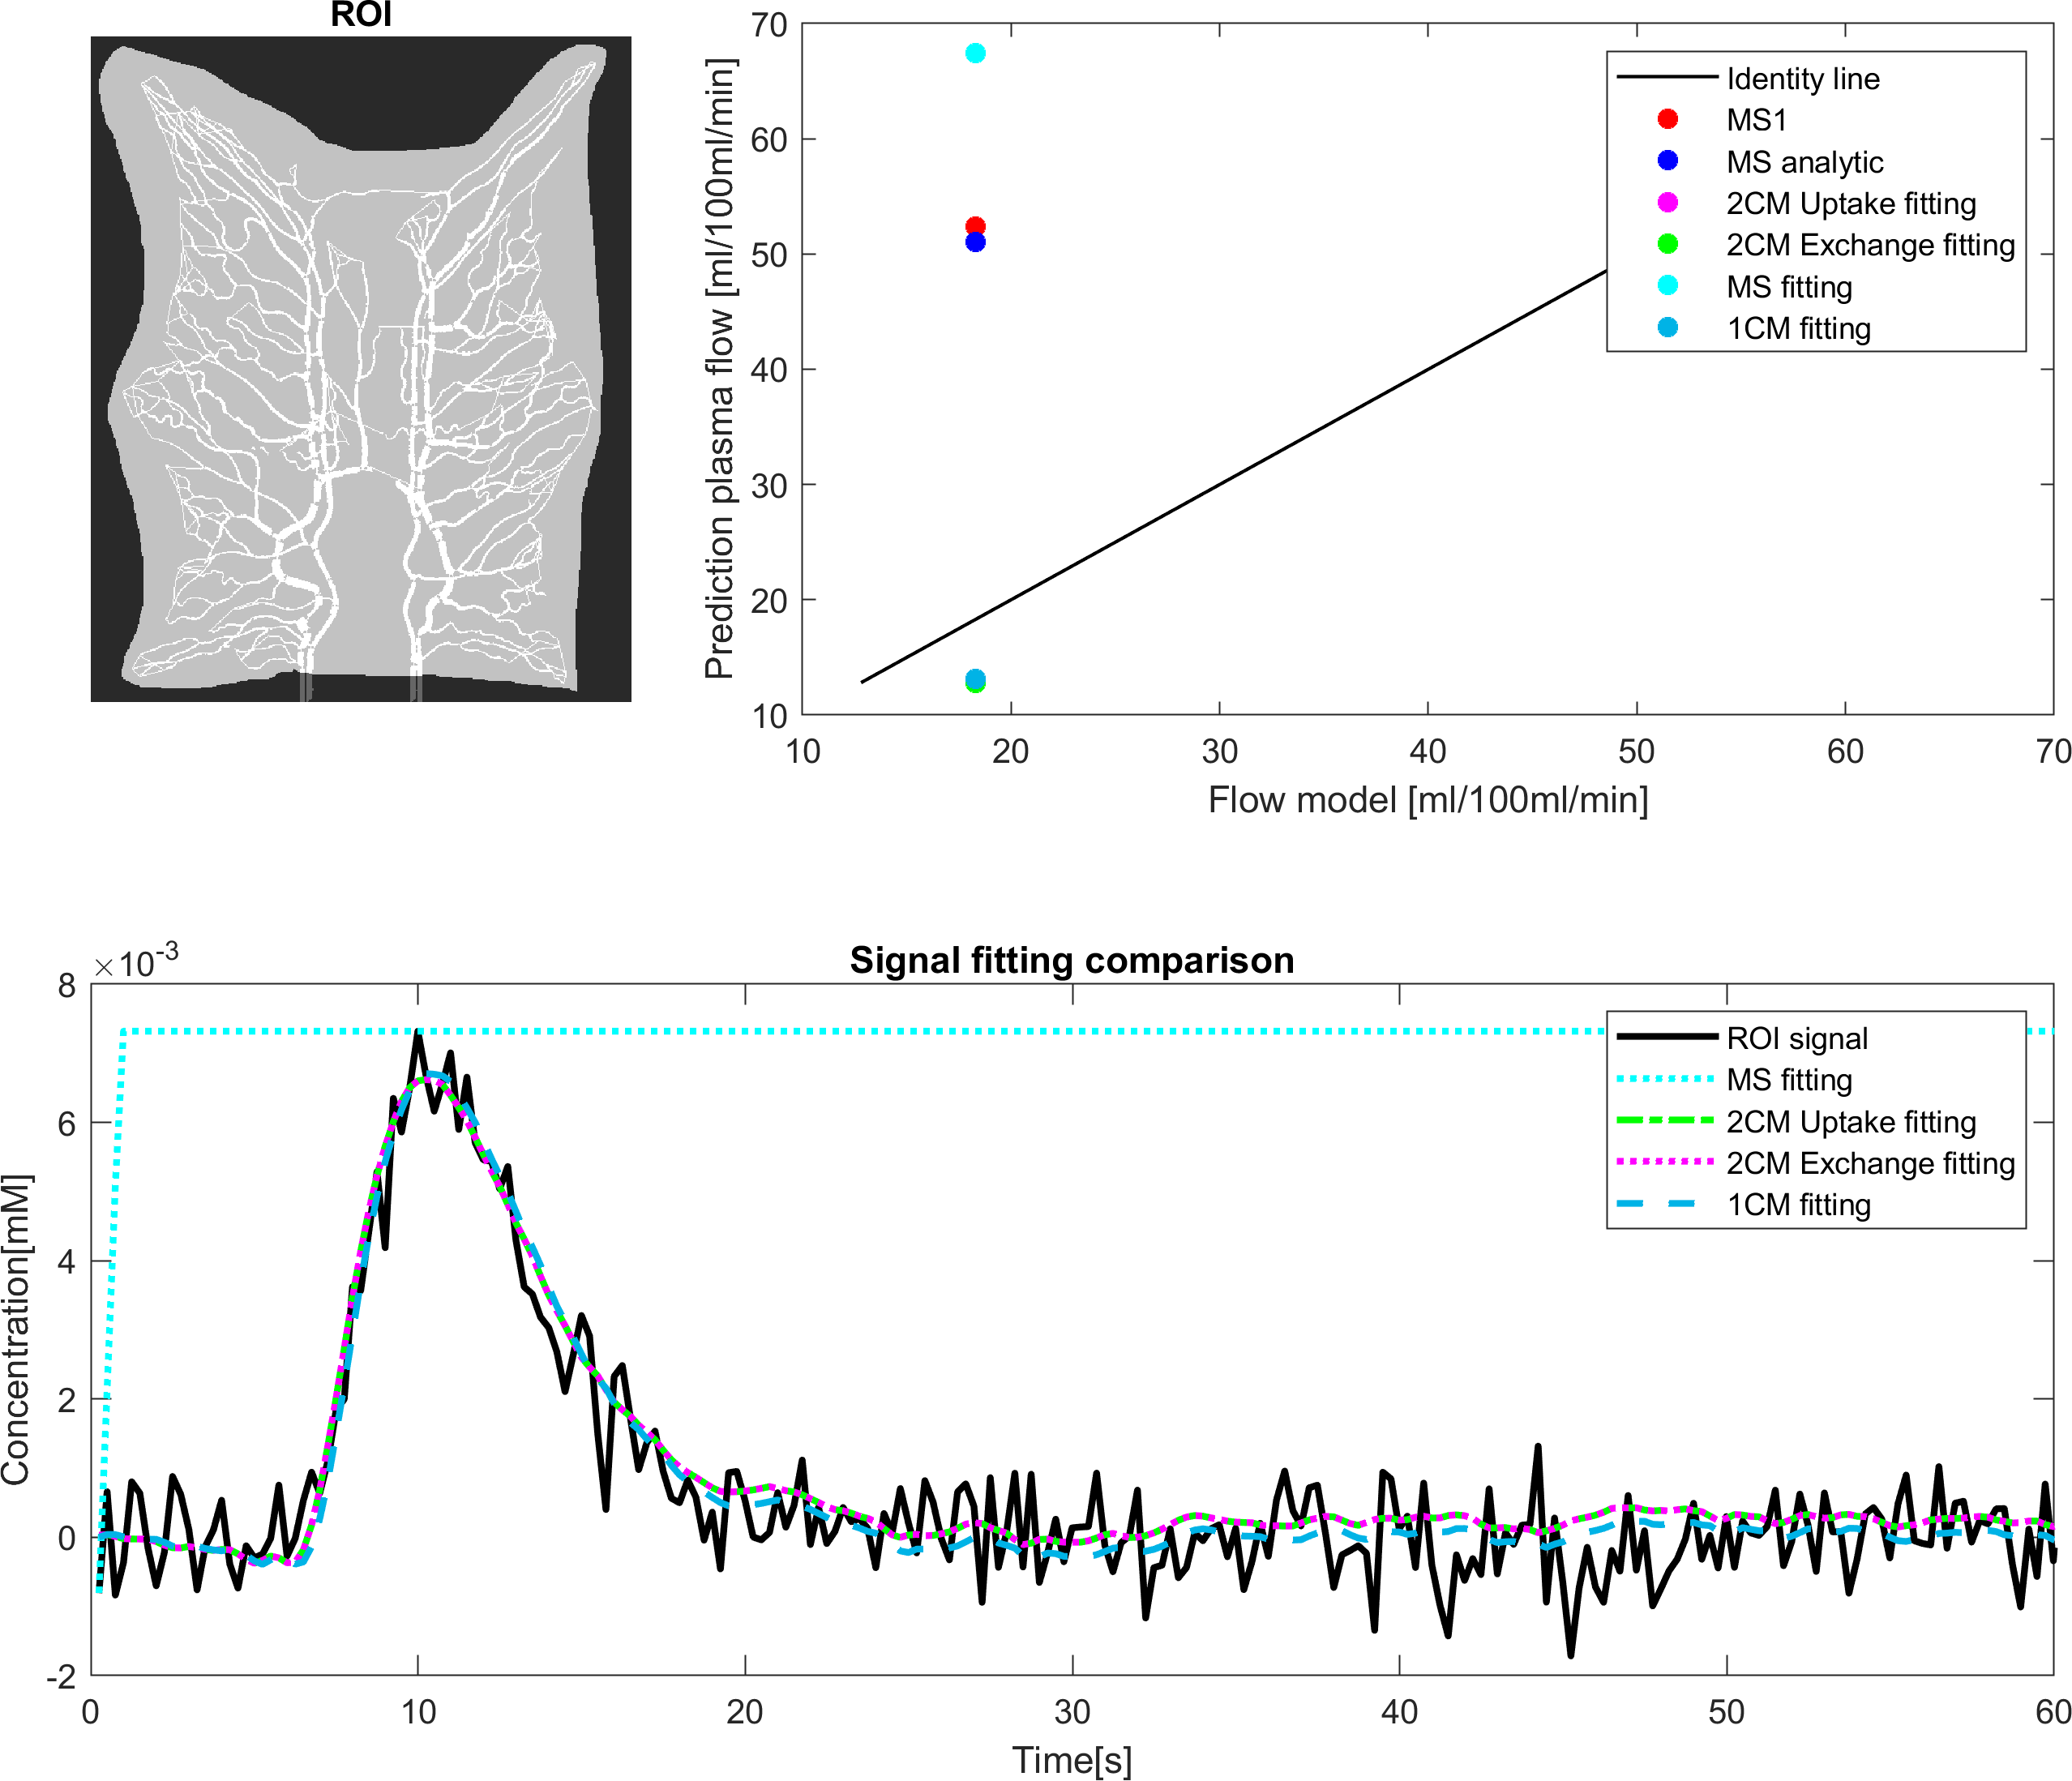 ROI
Prediction plasma flow [ml/100ml/min]
70
60
50
40
30
20
10
10 20 30 40 50 60 70
Flow model [ml/100ml/min]
Identity line
MS1
MS analytic
2CM Uptake fitting
2CM Exchange fitting
MS fitting
1CM fitting
Signal fitting comparison
×10-3
Concentration[mM]
8
6
4
2
0
-2
0 10 20 30 40 50 60
Time[s]
ROI signal
MS fitting
2CM Uptake fitting
2CM Exchange fitting
1CM fitting